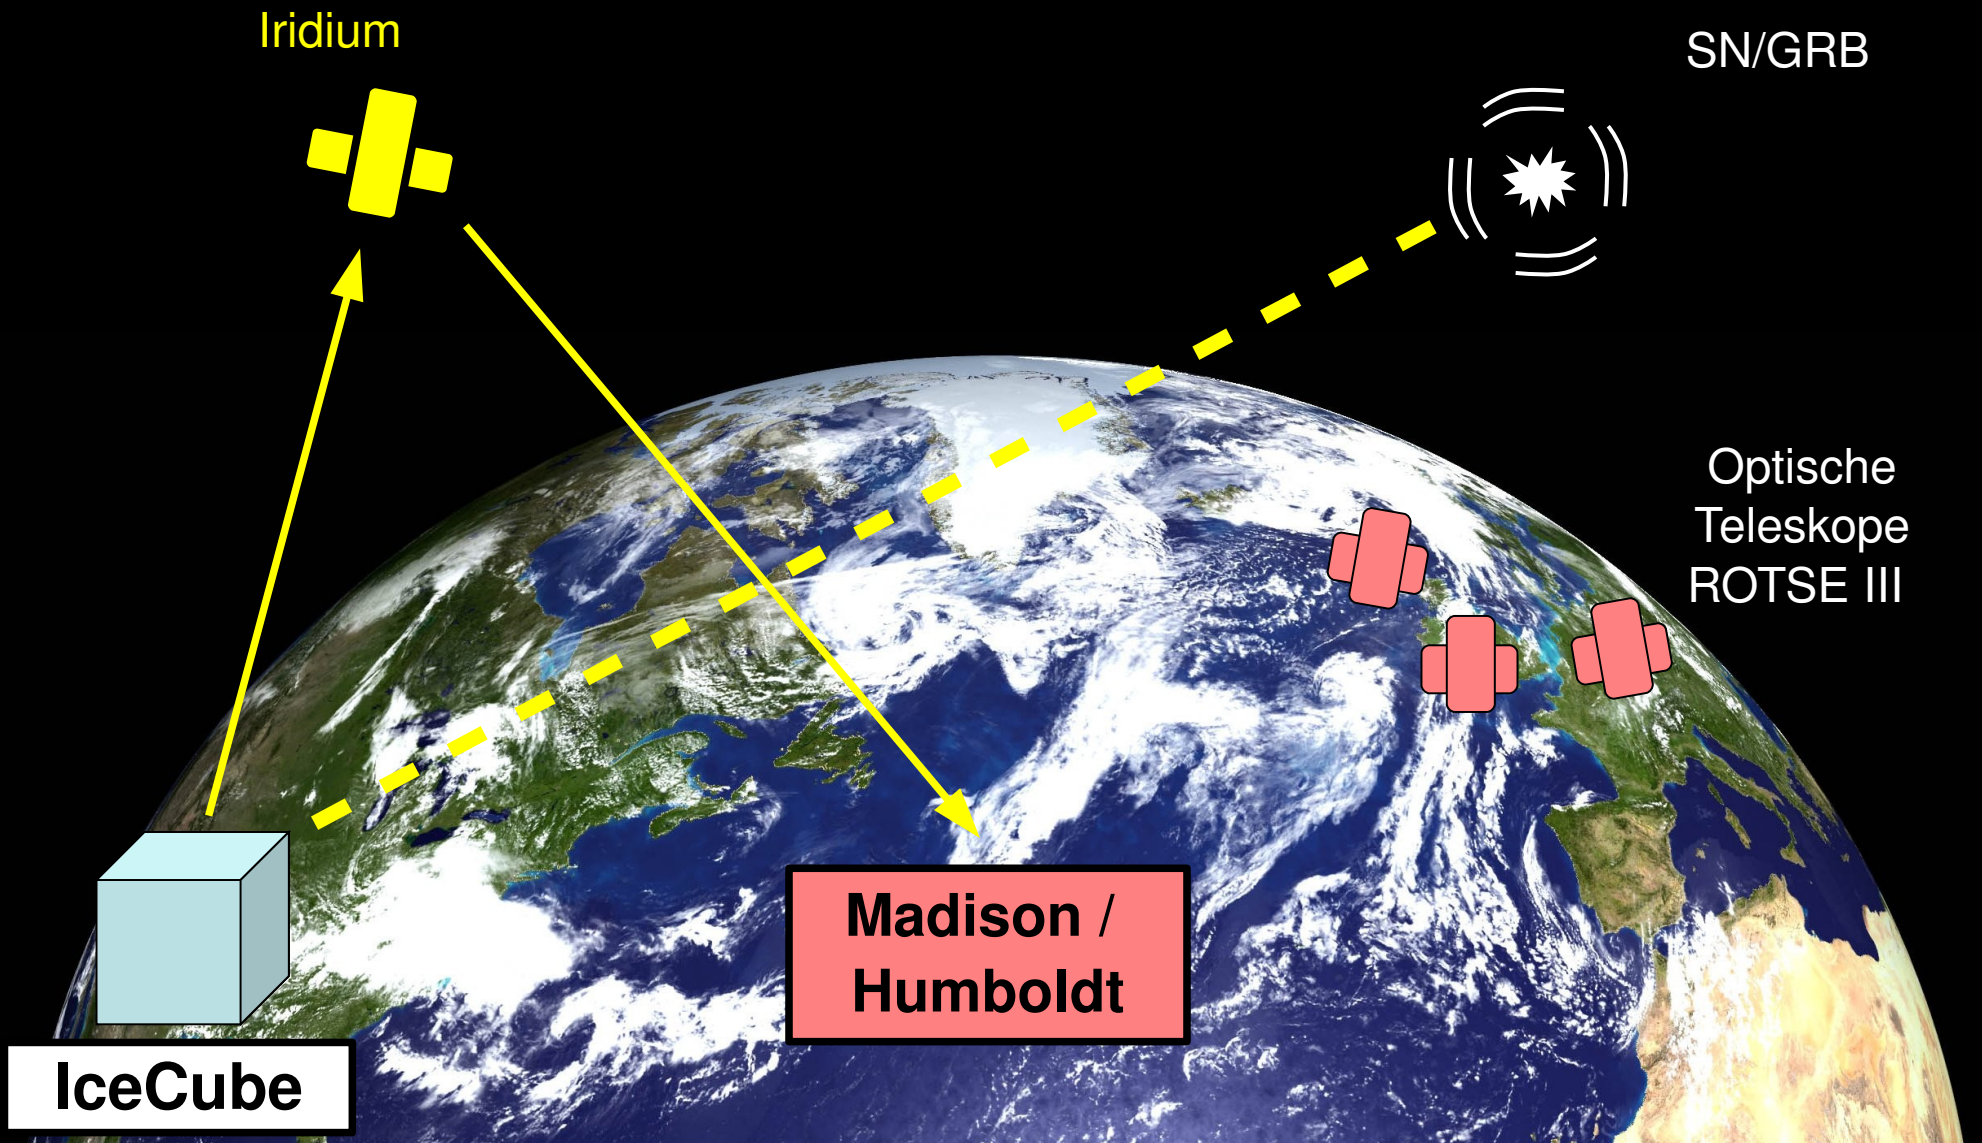 Iridium
SN/GRB
Optische
Teleskope
ROTSE III
Madison /
Humboldt
IceCube